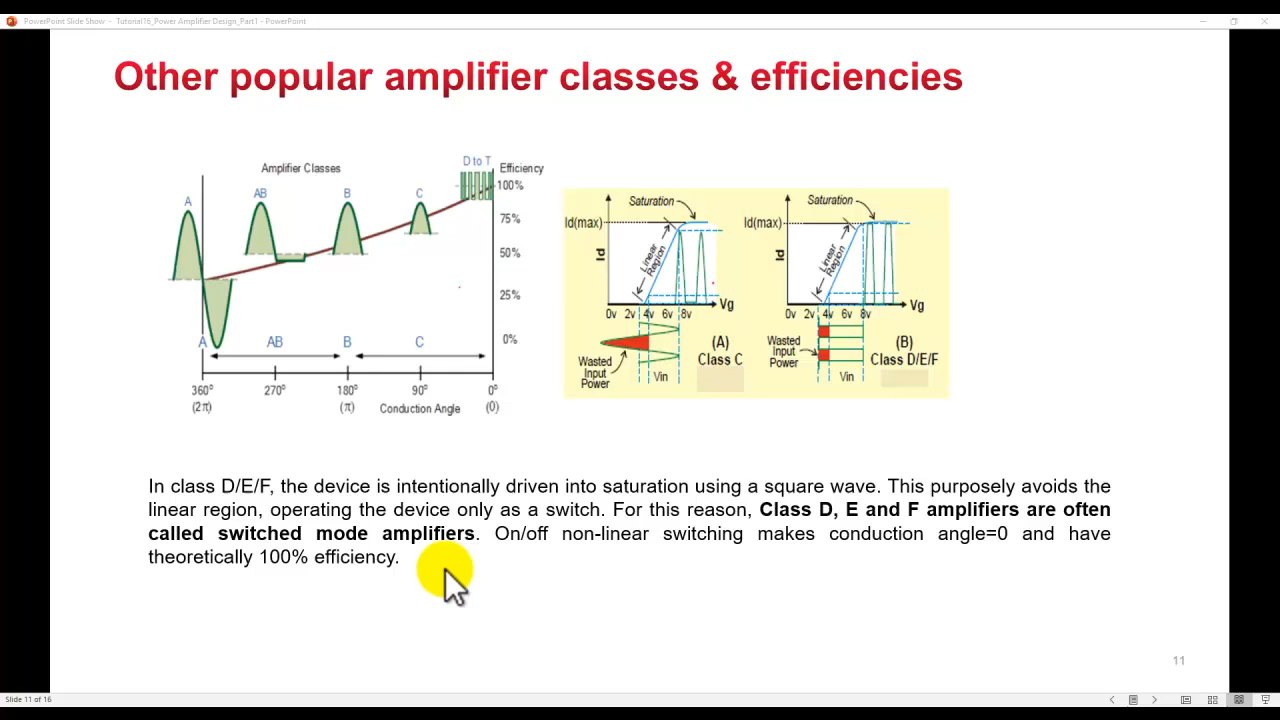 PowerPoint Slide Show - Tutorial16_Power Amplifier Design_Part1 - PowerPoint
Other popular amplifier classes & efficiencies
Amplifier Classes
D to T
Efficiency
A
AB
B
C
100%
75%
50%
25%
0%
A
AB
B
C
360°
270°
180°
90°
0°
(2π)
(π)
Conduction Angle
(0)
Saturation
Id(max)
Id
Linear
Region
Vg
0v 2v 4v 6v 8v
Wasted
Input
Power
Vin
(A)
Class C
Saturation
Id(max)
Id
Linear
Region
Vg
0v 2v 4v 6v 8v
Wasted
Input
Power
Vin
(B)
Class D/E/F
In class D/E/F, the device is intentionally driven into saturation using a square wave. This purposely avoids the
linear region, operating the device only as a switch. For this reason, Class D, E and F amplifiers are often
called switched mode amplifiers. On/off non-linear switching makes conduction angle=0 and have
theoretically 100% efficiency.
11
Slide 11 of 16